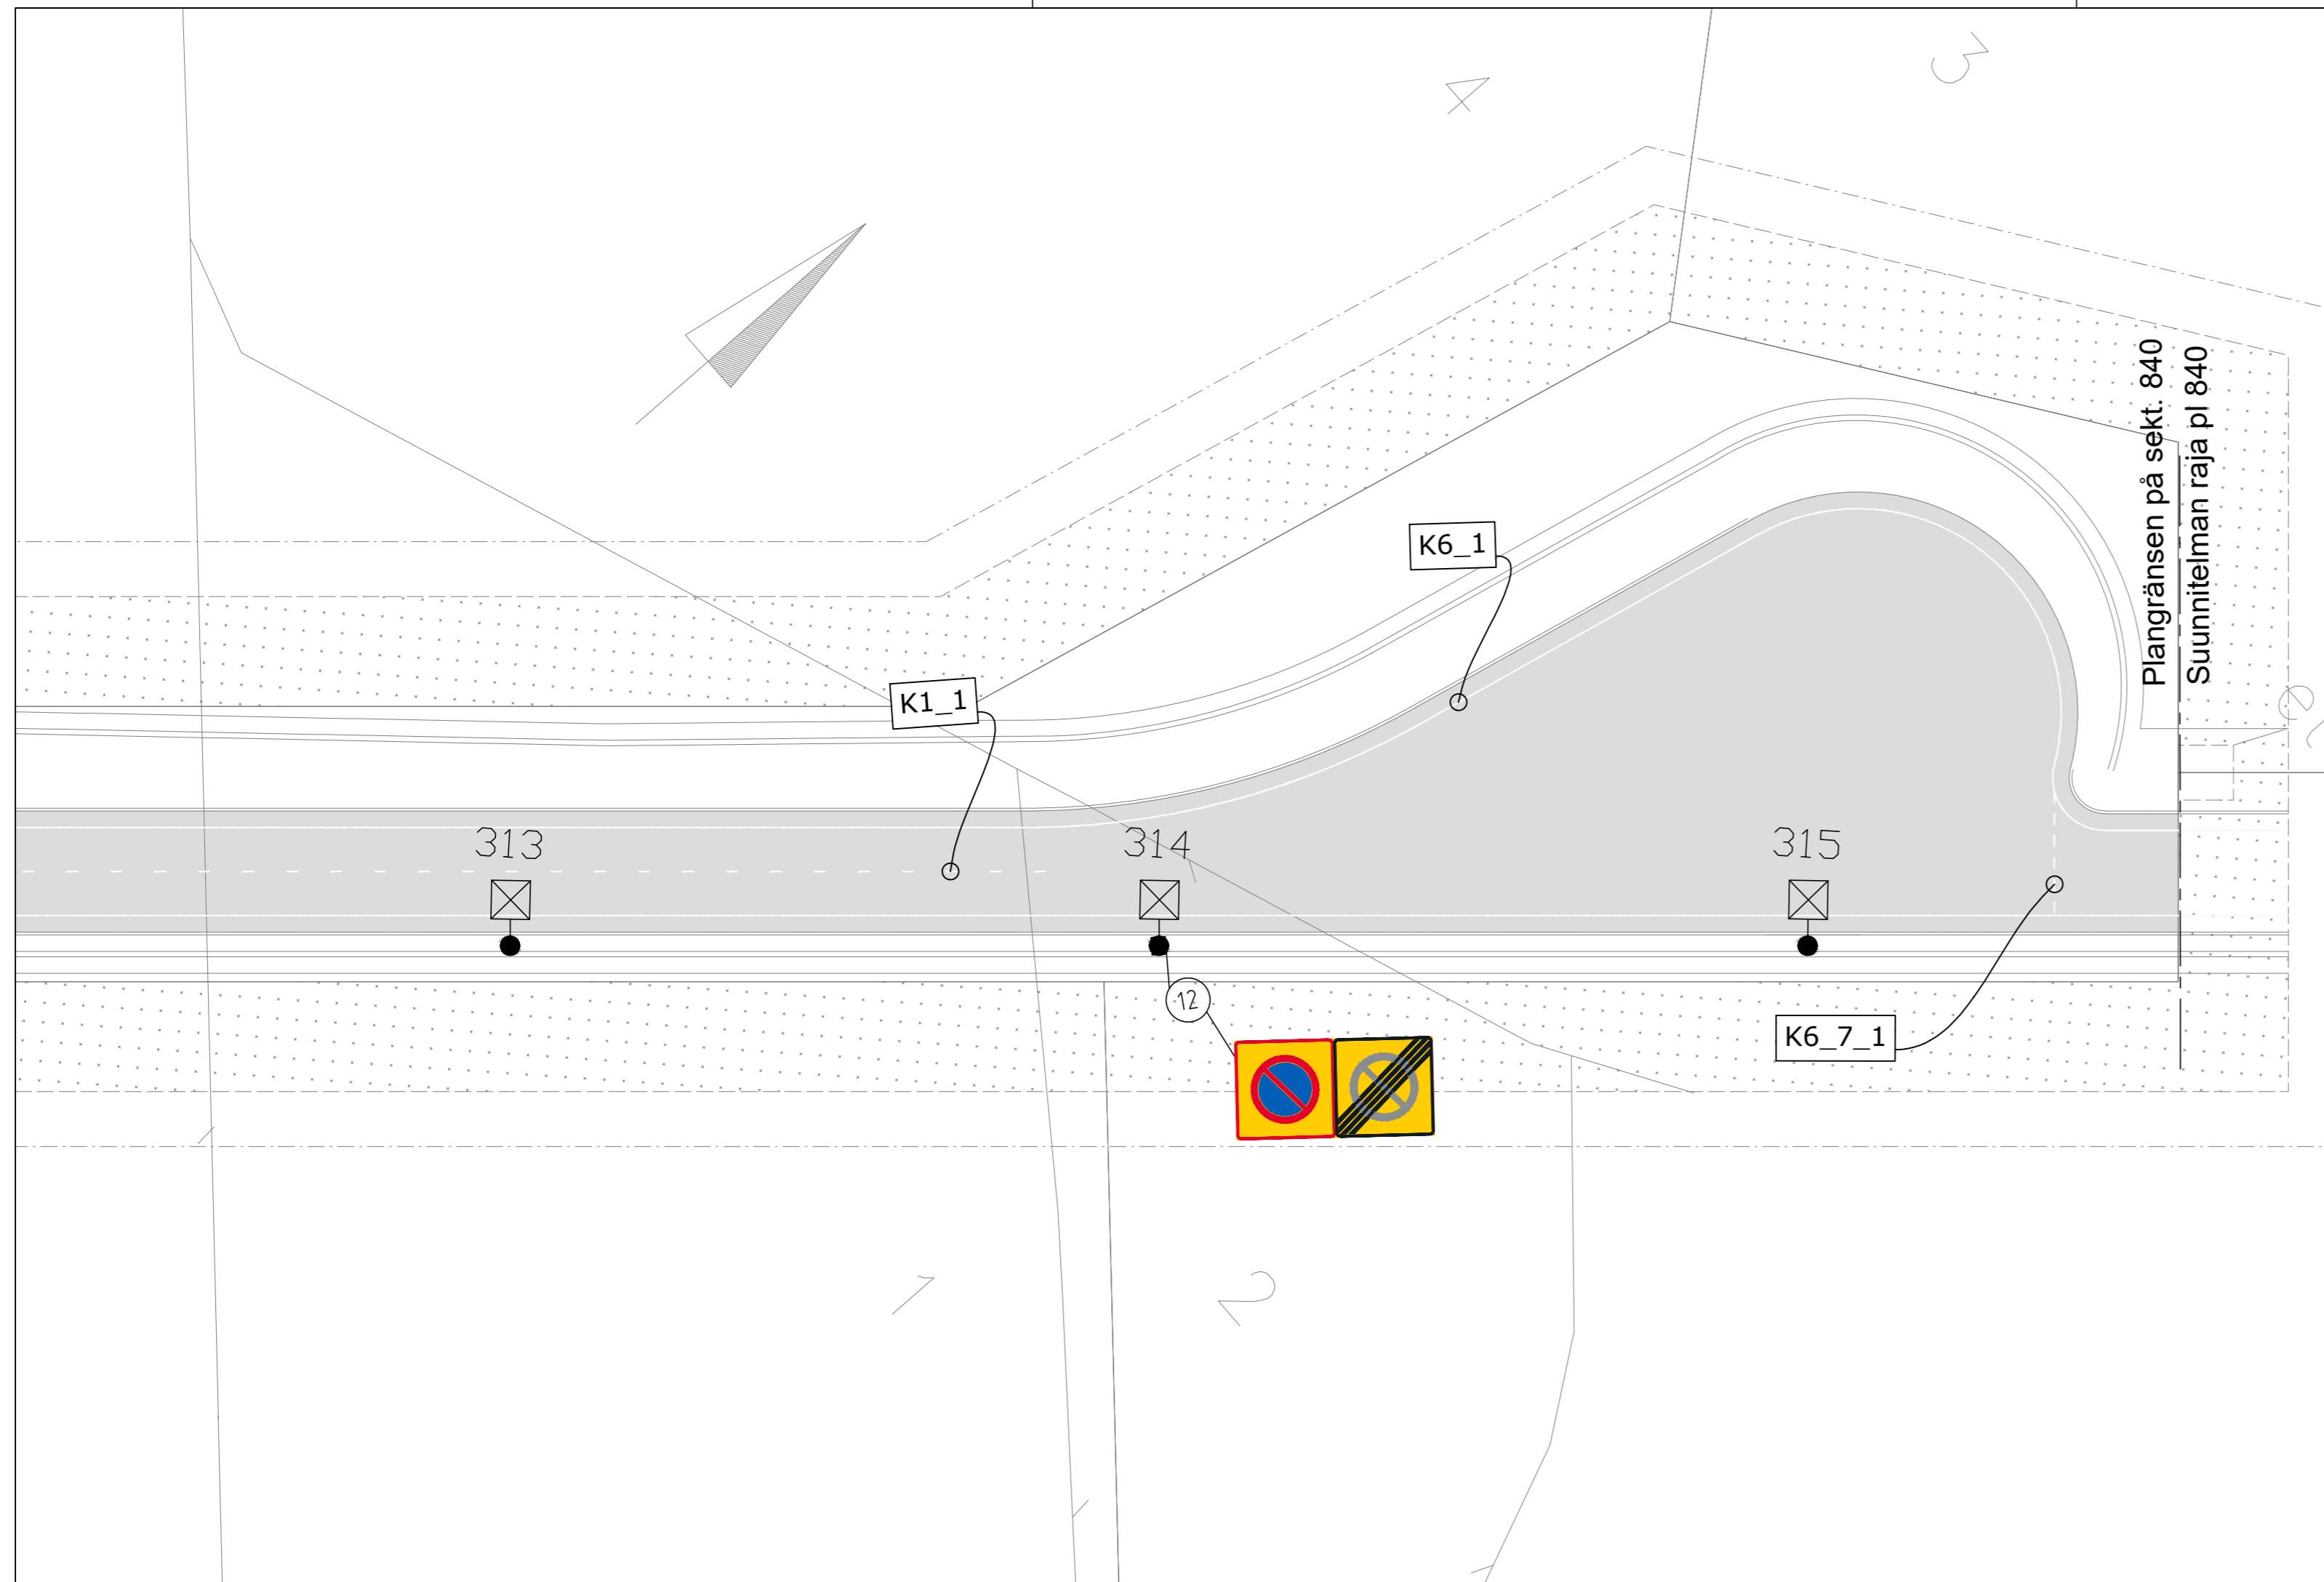 4
3
Plangränsen på sekt. 840
Suunnitelman raja pl 840
K6_1
K1_1
313
314
315
12
K6_7_1
1
2